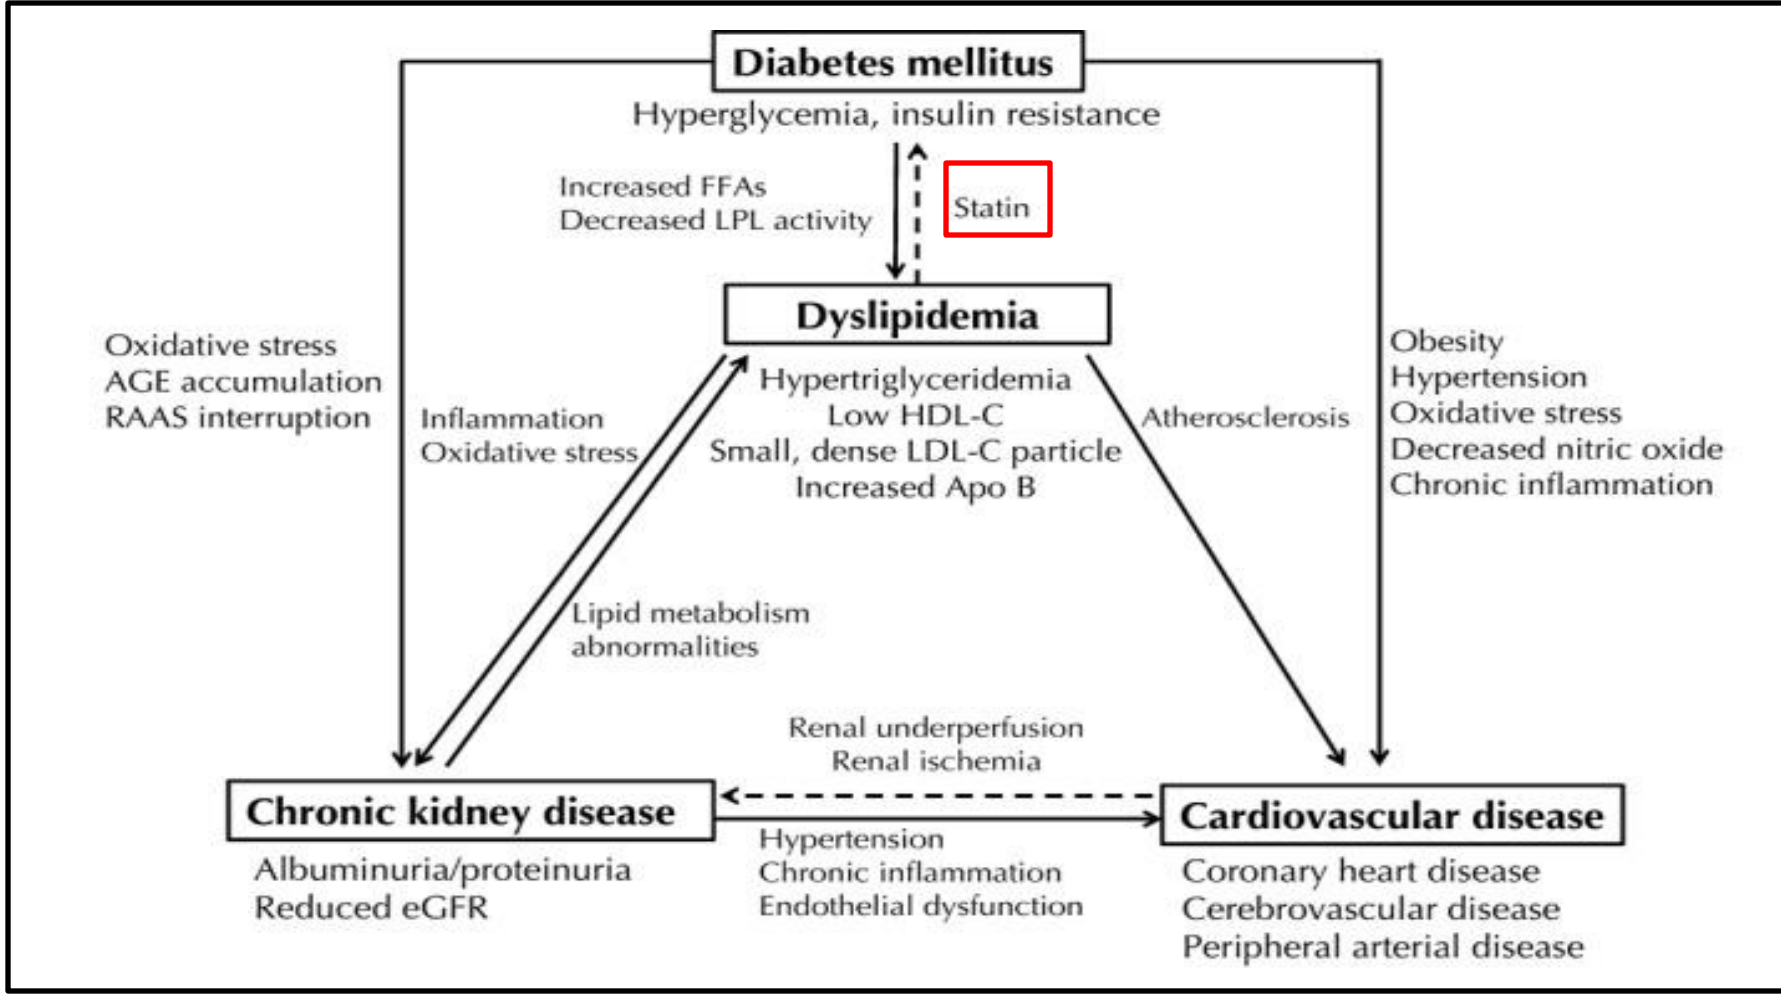 Diabetes mellitus
Hyperglycemia, insulin resistance
Increased FFAs
Decreased LPL activity
Statin
Dyslipidemia
Hypertriglyceridemia
Low HDL-C
Small, dense LDL-C particle
Increased Apo B
Oxidative stress
AGE accumulation
RAAS interruption
Inflammation
Oxidative stress
Atherosclerosis
Obesity
Hypertension
Oxidative stress
Decreased nitric oxide
Chronic inflammation
Lipid metabolism
abnormalities
Renal underperfusion
Renal ischemia
Chronic kidney disease
Albuminuria/proteinuria
Reduced eGFR
Hypertension
Chronic inflammation
Endothelial dysfunction
Cardiovascular disease
Coronary heart disease
Cerebrovascular disease
Peripheral arterial disease